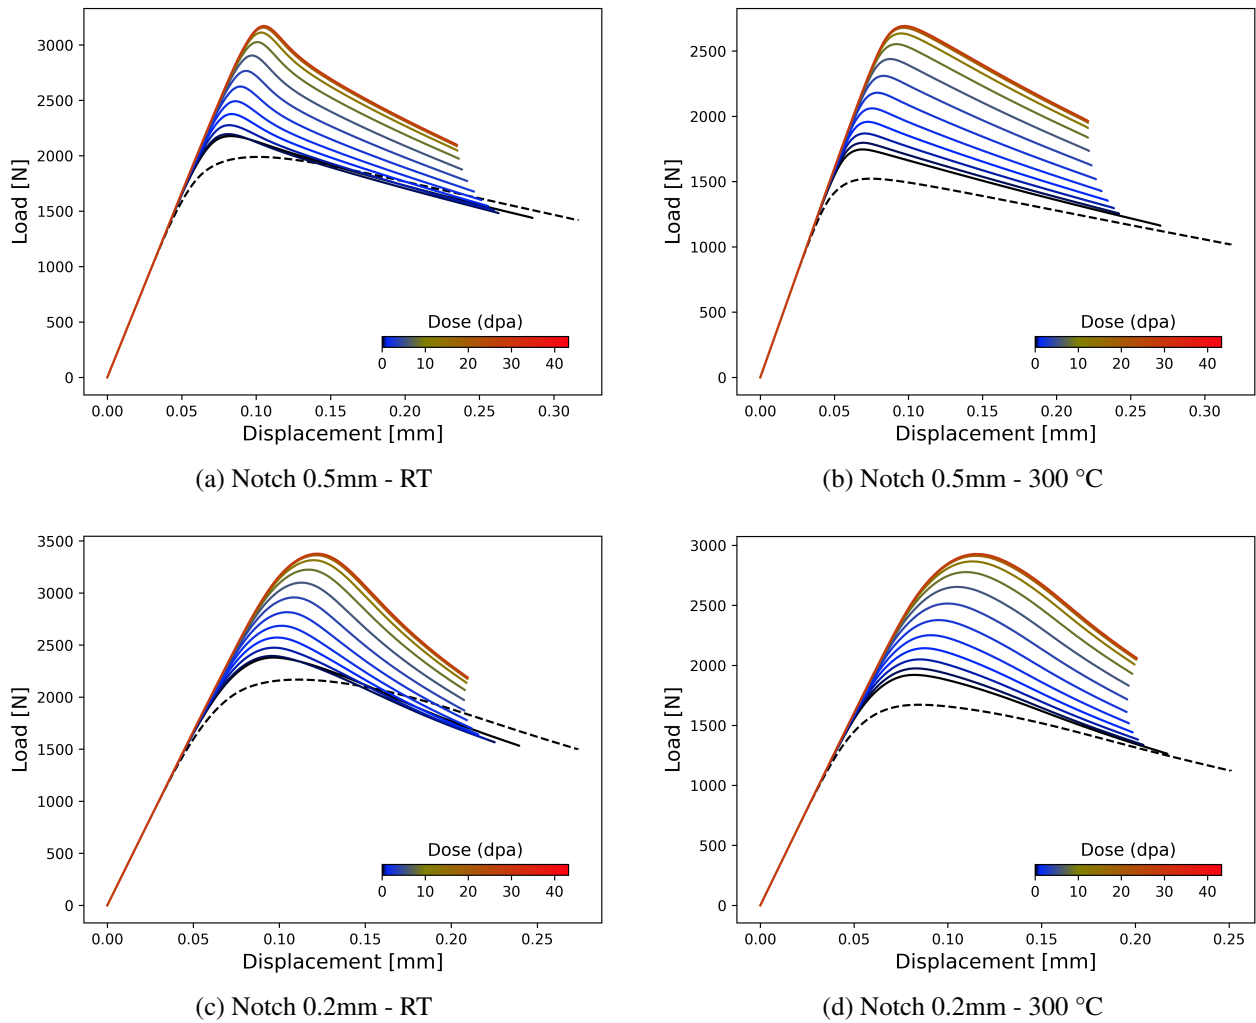 3000
2500
2000
1500
1000
500
0
Load [N]
Dose (dpa)
0 10 20 30 40
0.00 0.05 0.10 0.15 0.20 0.25 0.30
Displacement [mm]
(a) Notch 0.5mm - RT
2500
2000
1500
1000
500
0
Load [N]
Dose (dpa)
0 10 20 30 40
0.00 0.05 0.10 0.15 0.20 0.25 0.30
Displacement [mm]
(b) Notch 0.5mm - 300 °C
3500
3000
2500
2000
1500
1000
500
0
Load [N]
Dose (dpa)
0 10 20 30 40
0.00 0.05 0.10 0.15 0.20 0.25
Displacement [mm]
(c) Notch 0.2mm - RT
3000
2500
2000
1500
1000
500
0
Load [N]
Dose (dpa)
0 10 20 30 40
0.00 0.05 0.10 0.15 0.20 0.25
Displacement [mm]
(d) Notch 0.2mm - 300 °C